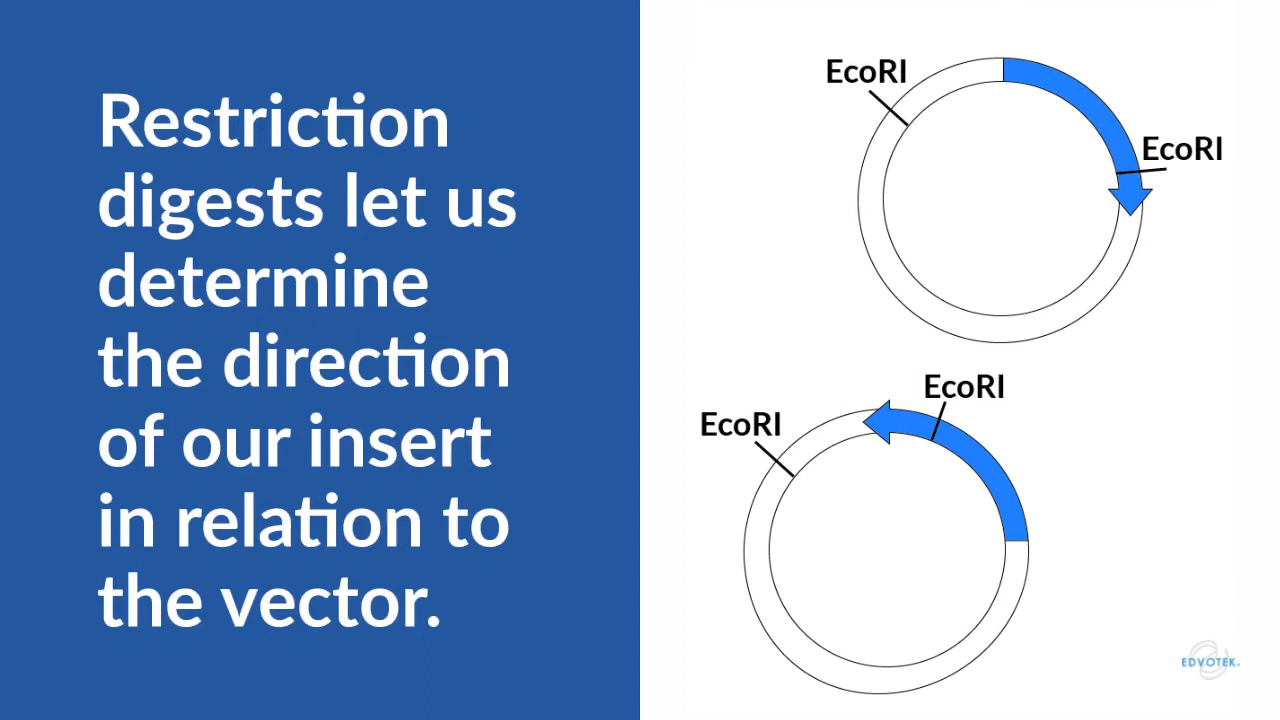 Restriction
digests let us
determine
the direction
of our insert
in relation to
the vector.
EcoRI
EcoRI
EcoRI
EcoRI
EDVOTEK®